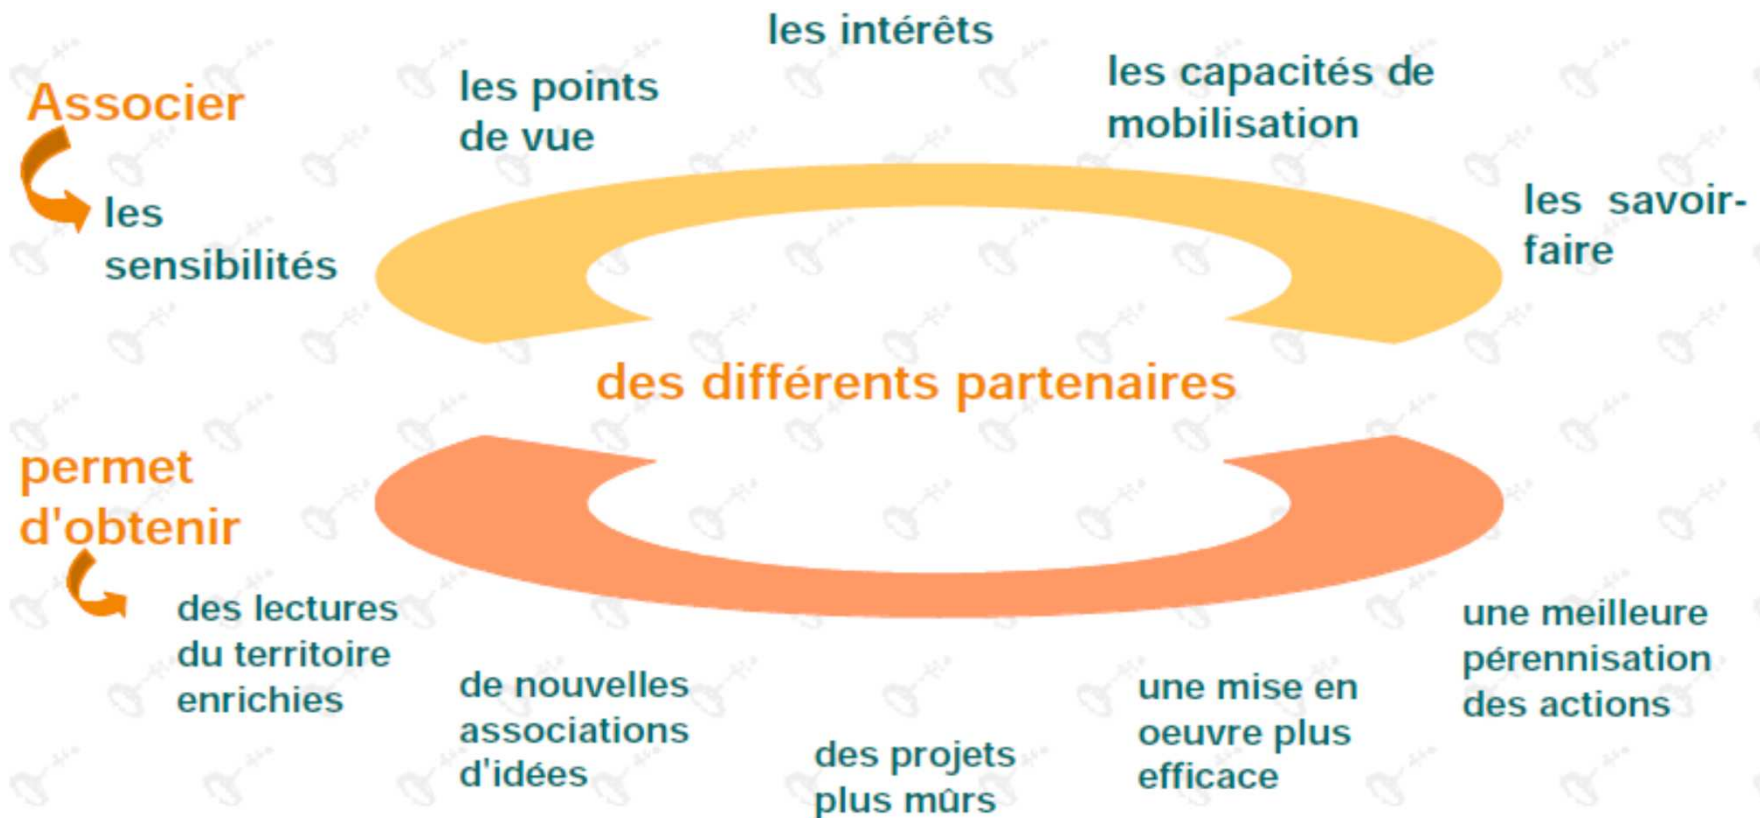 Associer
les
sensibilités
les points
de vue
les intérêts
les capacités de
mobilisation
les savoir-
faire
des différents partenaires
permet
d'obtenir
des lectures
du territoire
enrichies
de nouvelles
associations
d'idées
des projets
plus mûrs
une mise en
oeuvre plus
efficace
une meilleure
pérennisation
des actions